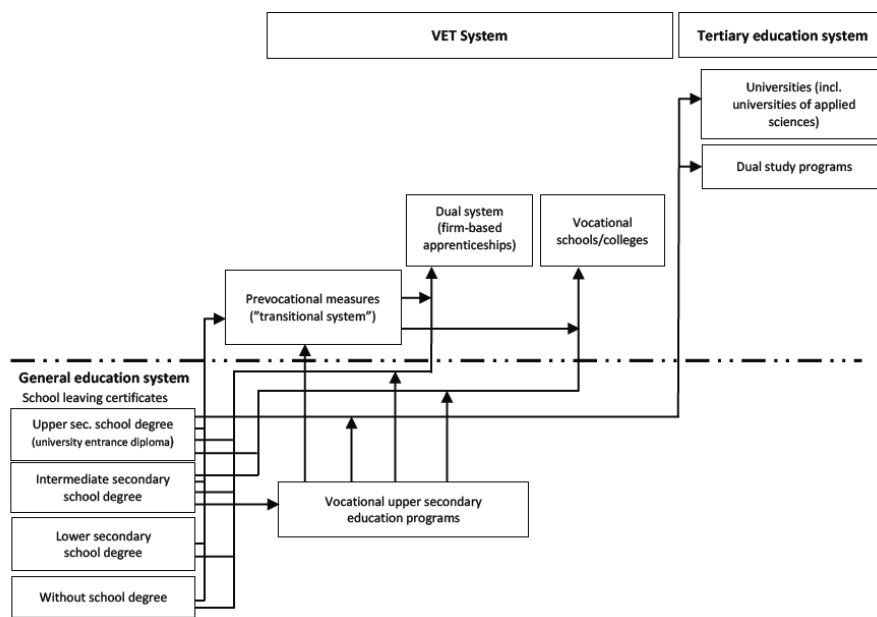 VET System
Tertiary education system
Universities (incl.
universities of applied
sciences)
Dual study programs
Dual system
(firm-based
apprenticeships)
Vocational
schools/colleges
Prevocational measures
("transitional system")
General education system
School leaving certificates
Upper sec. school degree
(university entrance diploma)
Intermediate secondary
school degree
Vocational upper secondary
education programs
Lower secondary
school degree
Without school degree